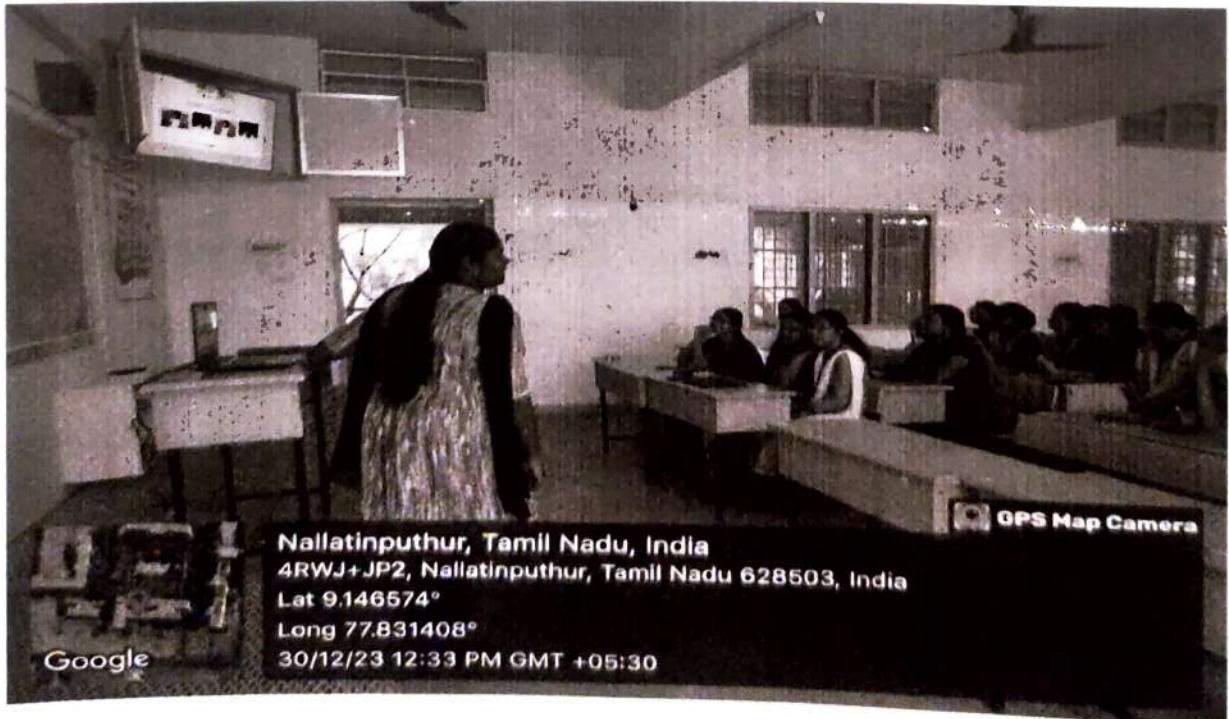 GPS Map Camera
Nallatinputhur, Tamil Nadu, India
4RWJ+JP2, Nallatinputhur, Tamil Nadu 628503, India
Lat 9.146574°
Long 77.831408°
30/12/23 12:33 PM GMT +05:30
Google